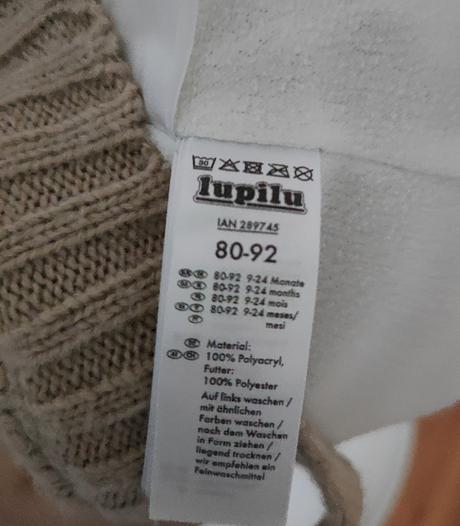 30
lupilu
IAN 289745
80-92
80-92 9-24 Monate
80-92 9-24 months
80-92 9-24 mois
80-92 9-24 meses/
mesi
Material:
100% Polyacryl,
Futter:
100% Polyester
Auf links waschen /
mit ähnlichen
Farben waschen /
nach dem Waschen
in Form ziehen /
liegend trocknen /
wir empfehlen ein
Feinwaschmittel